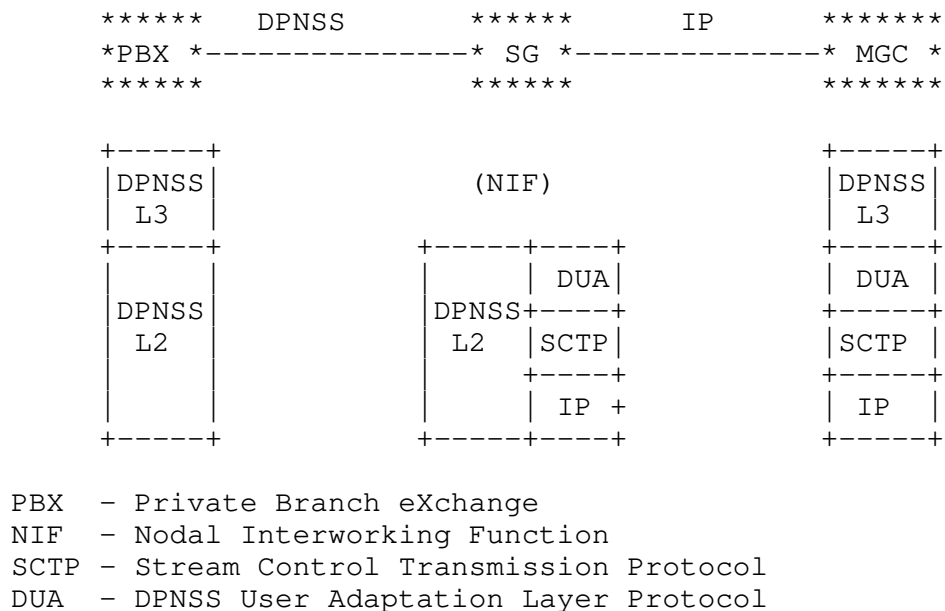 ******    DPNSS        ******       IP       *******
*PBX *---------------* SG *--------------* MGC *
******               ******              *******
+-----+                                  +-----+
|DPNSS|              (NIF)               |DPNSS|
| L3  |                                  | L3  |
+-----+            +-----+----+          +-----+
|     |            |     | DUA|          | DUA |
|DPNSS|            |DPNSS+----+          +-----+
| L2  |            | L2  |SCTP|          |SCTP |
|     |            |     +----+          +-----+
|     |            |     | IP +          | IP  |
+-----+            +-----+----+          +-----+
PBX  - Private Branch eXchange
NIF  - Nodal Interworking Function
SCTP - Stream Control Transmission Protocol
DUA  - DPNSS User Adaptation Layer Protocol